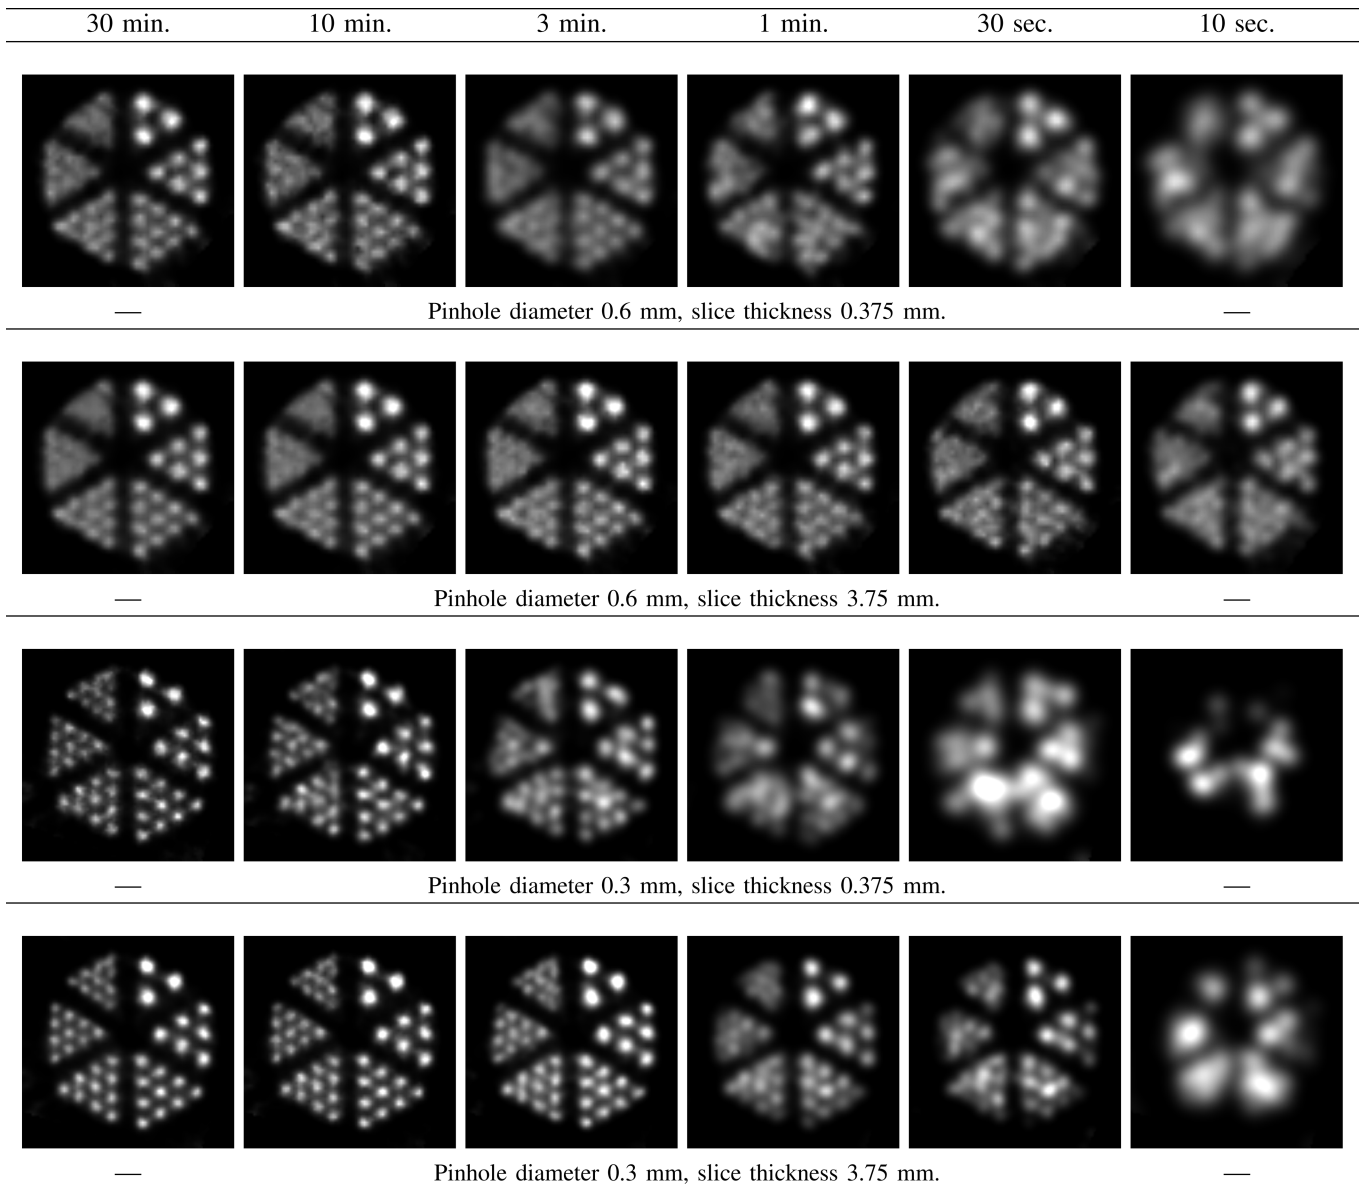 30 min. 10 min. 3 min. 1 min. 30 sec. 10 sec.
— Pinhole diameter 0.6 mm, slice thickness 0.375 mm. —
— Pinhole diameter 0.6 mm, slice thickness 3.75 mm. —
— Pinhole diameter 0.3 mm, slice thickness 0.375 mm. —
— Pinhole diameter 0.3 mm, slice thickness 3.75 mm. —